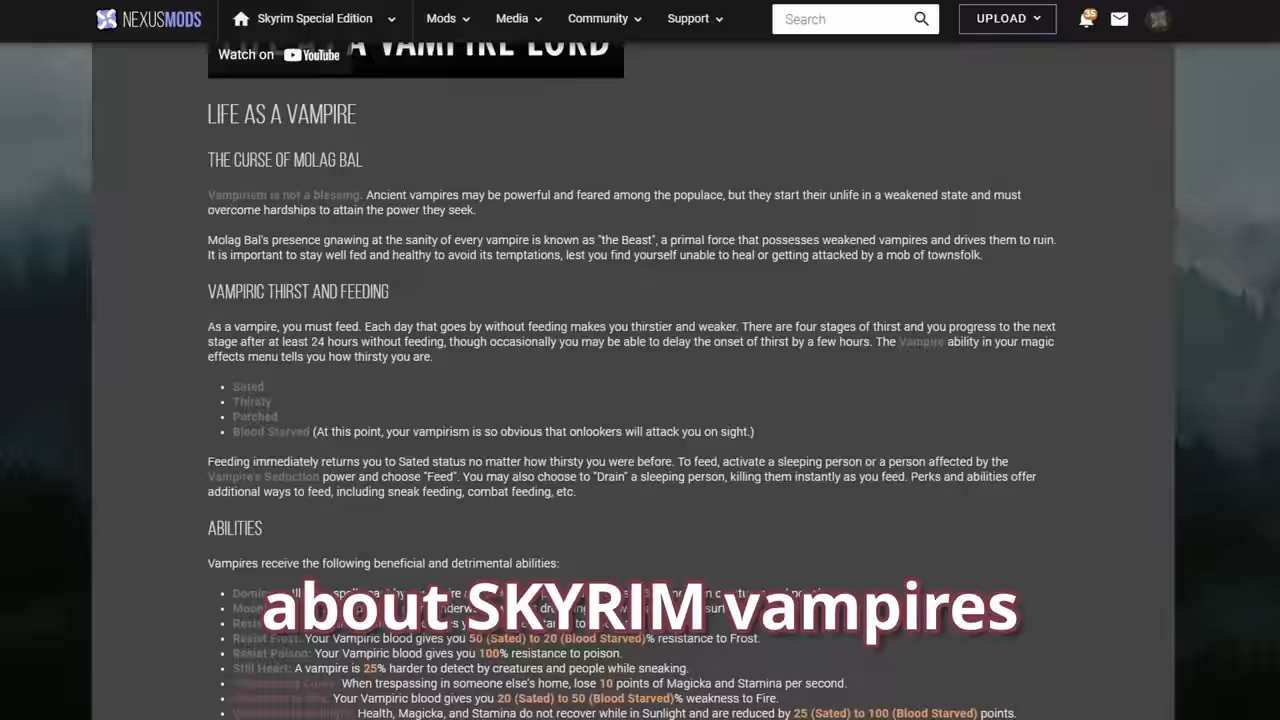 NEXUSMODS Skyrim Special Edition Mods Media Community Support Search UPLOAD 35
A VAMPIRE LORD
Watch on YouTube
LIFE AS A VAMPIRE
THE CURSE OF MOLAG BAL
Vampirism is not a blessing. Ancient vampires may be powerful and feared among the populace, but they start their unlife in a weakened state and must
overcome hardships to attain the power they seek.
Molag Bal's presence gnawing at the sanity of every vampire is known as "the Beast", a primal force that possesses weakened vampires and drives them to ruin.
It is important to stay well fed and healthy to avoid its temptations, lest you find yourself unable to heal or getting attacked by a mob of townsfolk.
VAMPIRIC THIRST AND FEEDING
As a vampire, you must feed. Each day that goes by without feeding makes you thirstier and weaker. There are four stages of thirst and you progress to the next
stage after at least 24 hours without feeding, though occasionally you may be able to delay the onset of thirst by a few hours. The Vampire ability in your magic
effects menu tells you how thirsty you are.
Sated
Thirsty
Parched
Blood Starved (At this point, your vampirism is so obvious that onlookers will attack you on sight.)
Feeding immediately returns you to Sated status no matter how thirsty you were before. To feed, activate a sleeping person or a person affected by the
Vampire's Seduction power and choose "Feed". You may also choose to "Drain" a sleeping person, killing them instantly as you feed. Perks and abilities offer
additional ways to feed, including sneak feeding, combat feeding, etc.
ABILITIES
Vampires receive the following beneficial and detrimental abilities:
about SKYRIM vampires
Resist Frost: Your Vampiric blood gives you 50 (Sated) to 20 (Blood Starved)% resistance to Frost.
Resist Poison: Your Vampiric blood gives you 100% resistance to poison.
Still Heart: A vampire is 25% harder to detect by creatures and people while sneaking.
When trespassing in someone else's home, lose 10 points of Magicka and Stamina per second.
Your Vampiric blood gives you 20 (Sated) to 50 (Blood Starved)% weakness to Fire.
Health, Magicka, and Stamina do not recover while in Sunlight and are reduced by 25 (Sated) to 100 (Blood Starved) points.